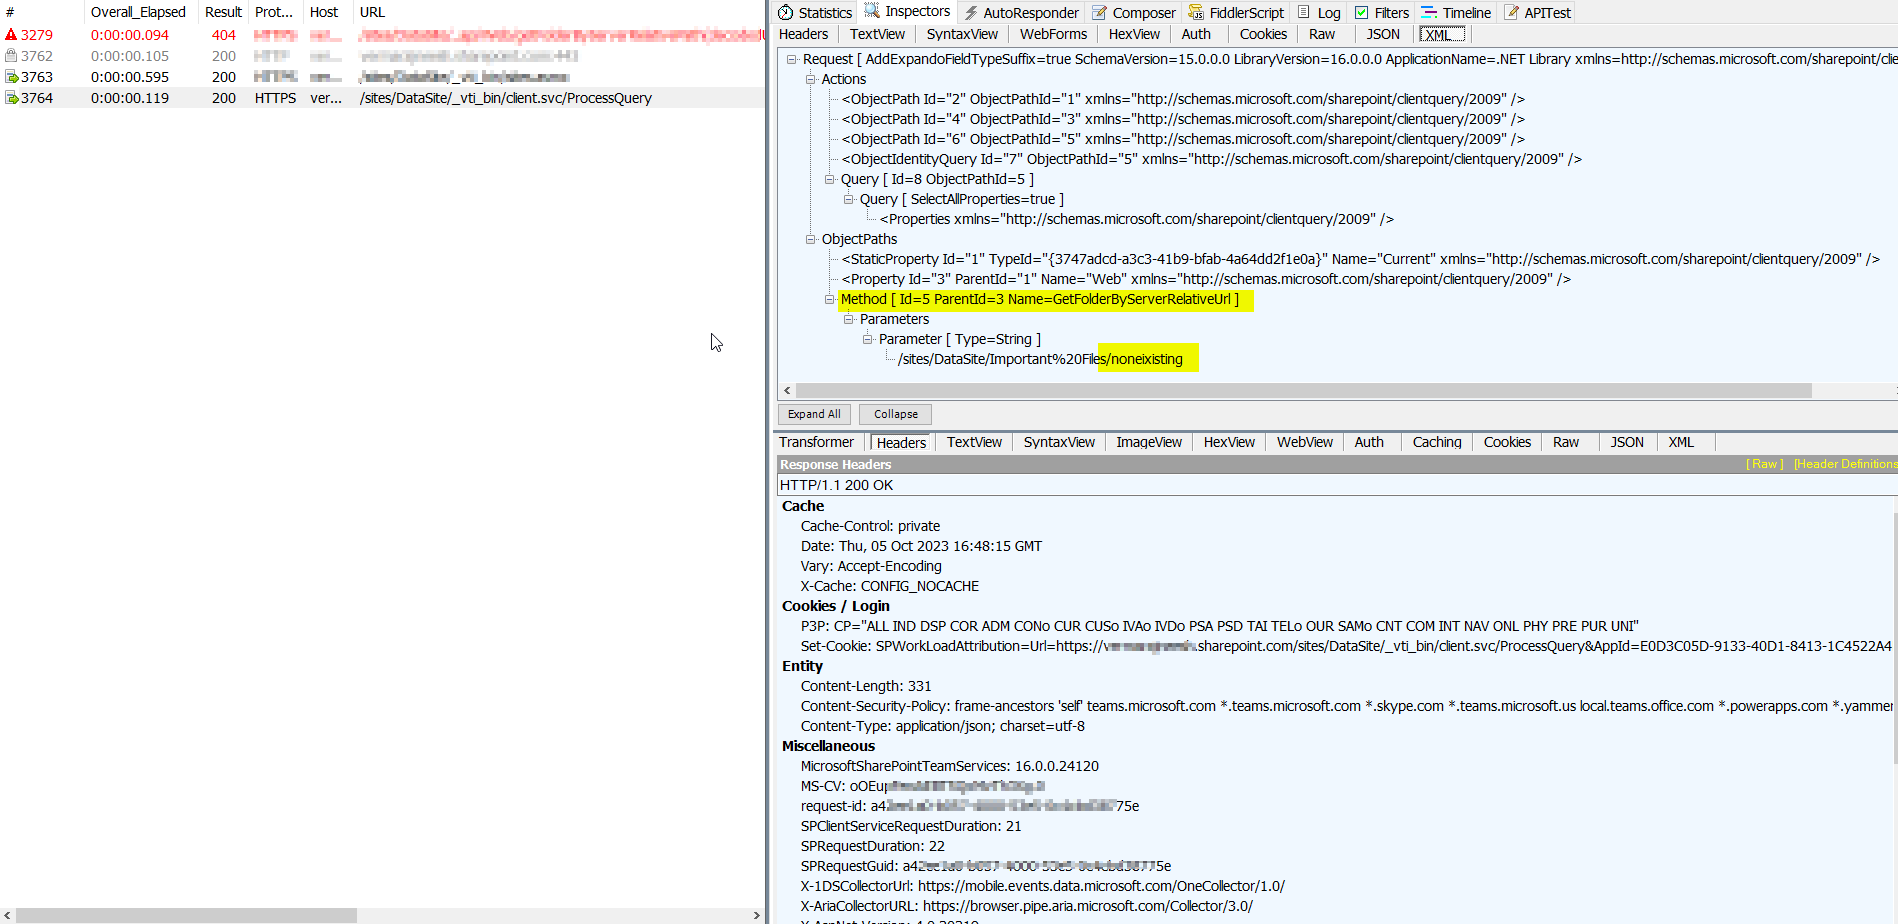 # Overall_Elapsed Result Prot... Host URL
3279 0:00:00.094 404
3762 0:00:00.105 200
3763 0:00:00.595 200
3764 0:00:00.119 200 HTTPS ver... /sites/DataSite/_vti_bin/client.svc/ProcessQuery
Statistics Inspectors AutoResponder Composer FiddlerScript Log Filters Timeline APITest
Headers TextView SyntaxView WebForms HexView Auth Cookies Raw JSON XML
Request [ AddExpandoFieldTypeSuffix=true SchemaVersion=15.0.0.0 LibraryVersion=16.0.0.0 ApplicationName=.NET Library xmlns=http://schemas.microsoft.com/sharepoint/cli
Actions
<ObjectPath Id="2" ObjectPathId="1" xmlns="http://schemas.microsoft.com/sharepoint/clientquery/2009" />
<ObjectPath Id="4" ObjectPathId="3" xmlns="http://schemas.microsoft.com/sharepoint/clientquery/2009" />
<ObjectPath Id="6" ObjectPathId="5" xmlns="http://schemas.microsoft.com/sharepoint/clientquery/2009" />
<ObjectIdentityQuery Id="7" ObjectPathId="5" xmlns="http://schemas.microsoft.com/sharepoint/clientquery/2009" />
Query [ Id=8 ObjectPathId=5 ]
Query [ SelectAllProperties=true ]
<Properties xmlns="http://schemas.microsoft.com/sharepoint/clientquery/2009" />
ObjectPaths
<StaticProperty Id="1" TypeId="{3747adcd-a3c3-41b9-bfab-4a64dd2f1e0a}" Name="Current" xmlns="http://schemas.microsoft.com/sharepoint/clientquery/2009" />
<Property Id="3" ParentId="1" Name="Web" xmlns="http://schemas.microsoft.com/sharepoint/clientquery/2009" />
Method [ Id=5 ParentId=3 Name=GetFolderByServerRelativeUrl ]
Parameters
Parameter [ Type=String ]
/sites/DataSite/Important%20Files/noneixisting
Expand All Collapse
Transformer Headers TextView SyntaxView ImageView HexView WebView Auth Caching Cookies Raw JSON XML
Response Headers [ Raw ] [Header Definitions
HTTP/1.1 200 OK
Cache
Cache-Control: private
Date: Thu, 05 Oct 2023 16:48:15 GMT
Vary: Accept-Encoding
X-Cache: CONFIG_NOCACHE
Cookies / Login
P3P: CP="ALL IND DSP COR ADM CONo CUR CUSo IVAo IVDo PSA PSD TAI TELo OUR SAMo CNT COM INT NAV ONL PHY PRE PUR UNI"
Set-Cookie: SPWorkLoadAttribution=Url=https://v .sharepoint.com/sites/DataSite/_vti_bin/client.svc/ProcessQuery&AppId=E0D3C05D-9133-40D1-8413-1C4522A4
Entity
Content-Length: 331
Content-Security-Policy: frame-ancestors 'self' teams.microsoft.com *.teams.microsoft.com *.skype.com *.teams.microsoft.us local.teams.office.com *.powerapps.com *.yammer
Content-Type: application/json; charset=utf-8
Miscellaneous
MicrosoftSharePointTeamServices: 16.0.0.24120
MS-CV: oOEup
request-id: a42 75e
SPClientServiceRequestDuration: 21
SPRequestDuration: 22
SPRequestGuid: a42 75e
X-1DSCollectorUrl: https://mobile.events.data.microsoft.com/OneCollector/1.0/
X-AriaCollectorURL: https://browser.pipe.aria.microsoft.com/Collector/3.0/